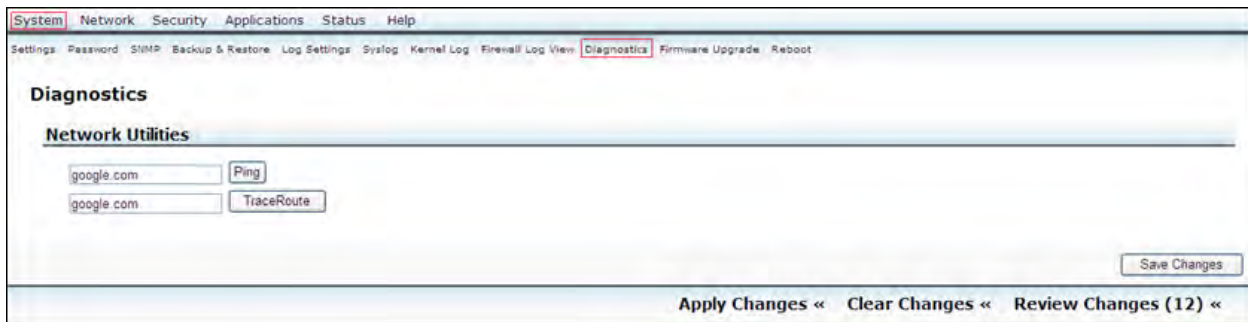 System Network Security Applications Status Help
Settings Password SNMP Backup & Restore Log Settings Syslog Kernel Log Firewall Log View Diagnostics Firmware Upgrade Reboot
Diagnostics
Network Utilities
google.com Ping
google.com TraceRoute
Save Changes
Apply Changes « Clear Changes « Review Changes (12) «